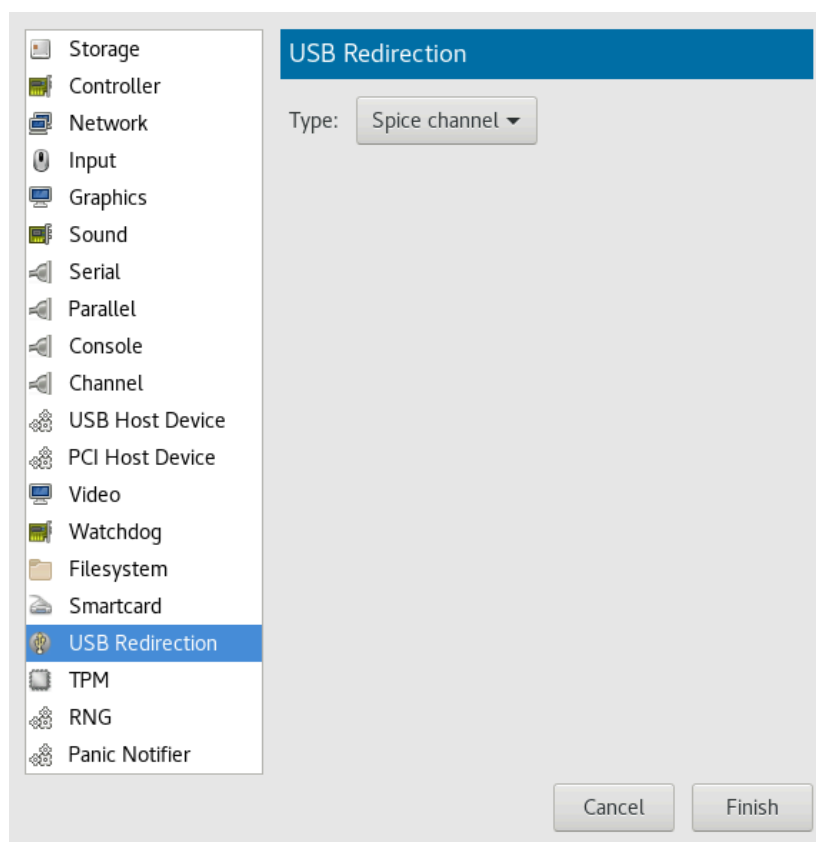 Storage
Controller
Network
Input
Graphics
Sound
Serial
Parallel
Console
Channel
USB Host Device
PCI Host Device
Video
Watchdog
Filesystem
Smartcard
USB Redirection
TPM
RNG
Panic Notifier
USB Redirection
Type: Spice channel
Cancel Finish